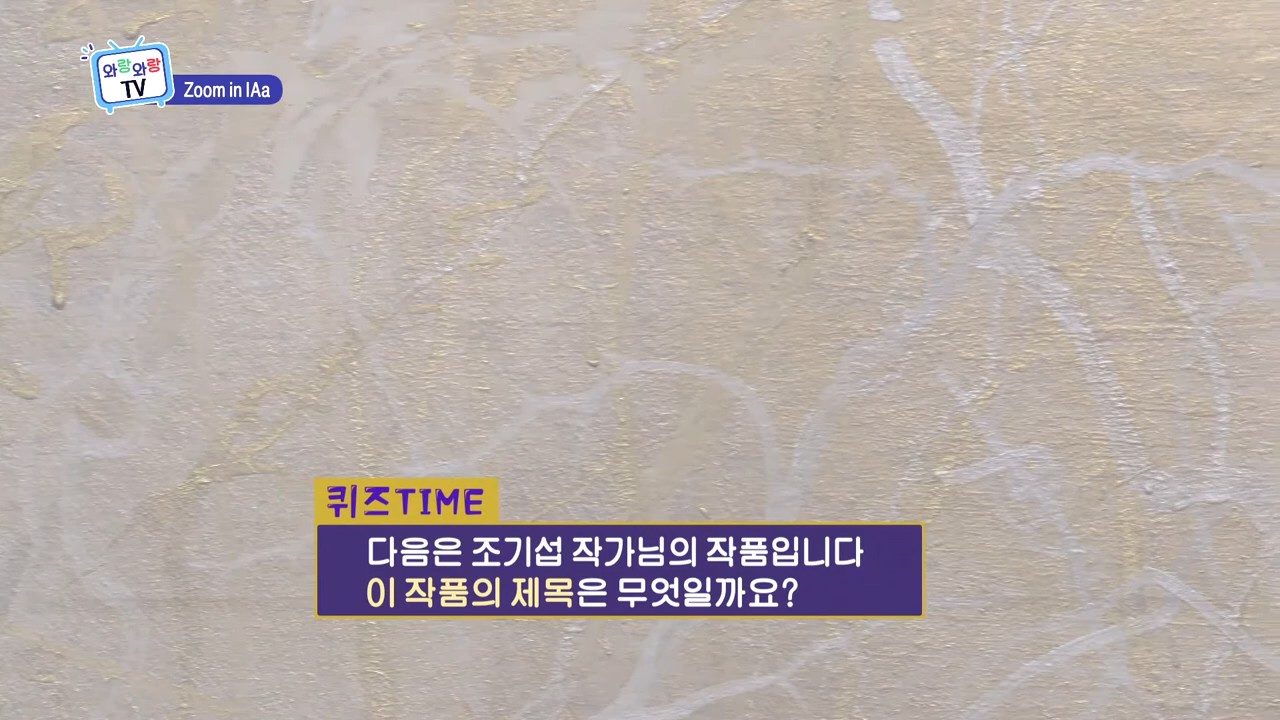 와랑와랑
TV
Zoom in IAa
퀴즈TIME
다음은 조기섭 작가님의 작품입니다
이 작품의 제목은 무엇일까요?